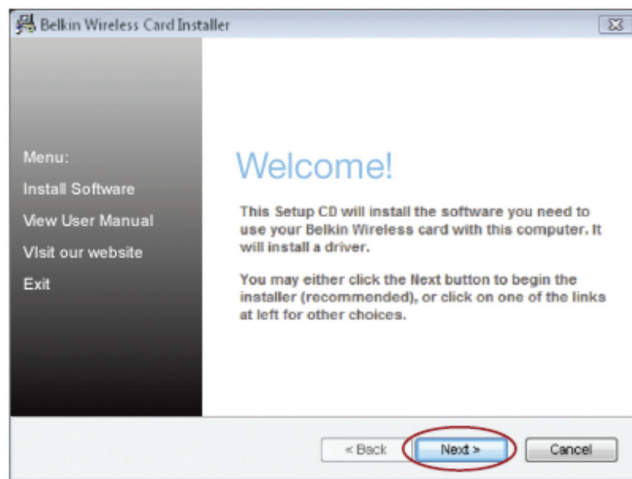 Belkin Wireless Card Installer
Menu:
Install Software
View User Manual
VIsit our website
Exit
Welcome!
This Setup CD will install the software you need to
use your Belkin Wireless card with this computer. It
will install a driver.
You may either click the Next button to begin the
installer (recommended), or click on one of the links
at left for other choices.
< Back
Next >
Cancel